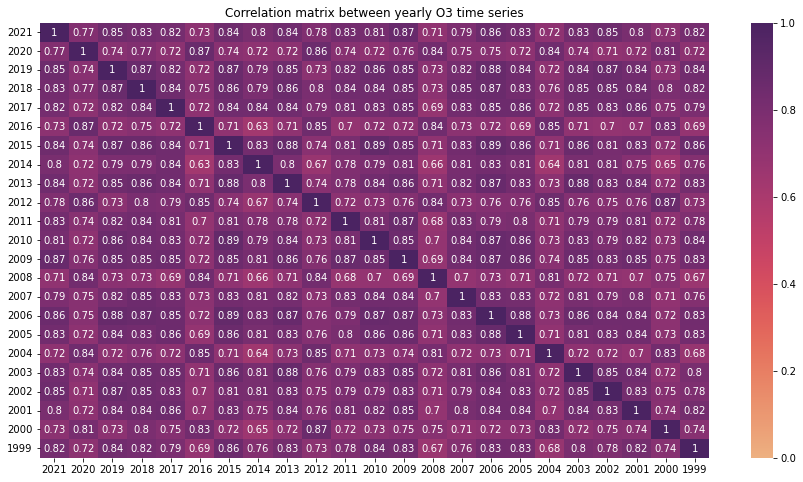 Correlation matrix between yearly O3 time series
2021 1 0.77 0.85 0.83 0.82 0.73 0.84 0.8 0.84 0.78 0.83 0.81 0.87 0.71 0.79 0.86 0.83 0.72 0.83 0.85 0.8 0.73 0.82
2020 0.77 1 0.74 0.77 0.72 0.87 0.74 0.72 0.72 0.86 0.74 0.72 0.76 0.84 0.75 0.75 0.72 0.84 0.74 0.71 0.72 0.81 0.72
2019 0.85 0.74 1 0.87 0.82 0.72 0.87 0.79 0.85 0.73 0.82 0.86 0.85 0.73 0.82 0.88 0.84 0.72 0.84 0.87 0.84 0.73 0.84
2018 0.83 0.77 0.87 1 0.84 0.75 0.86 0.79 0.86 0.8 0.84 0.84 0.85 0.73 0.85 0.87 0.83 0.76 0.85 0.85 0.84 0.8 0.82
2017 0.82 0.72 0.82 0.84 1 0.72 0.84 0.84 0.84 0.79 0.81 0.83 0.85 0.69 0.83 0.85 0.86 0.72 0.85 0.83 0.86 0.75 0.79
2016 0.73 0.87 0.72 0.75 0.72 1 0.71 0.63 0.71 0.85 0.7 0.72 0.72 0.84 0.73 0.72 0.69 0.85 0.71 0.7 0.7 0.83 0.69
2015 0.84 0.74 0.87 0.86 0.84 0.71 1 0.83 0.88 0.74 0.81 0.89 0.85 0.71 0.83 0.89 0.86 0.71 0.86 0.81 0.83 0.72 0.86
2014 0.8 0.72 0.79 0.79 0.84 0.63 0.83 1 0.8 0.67 0.78 0.79 0.81 0.66 0.81 0.83 0.81 0.64 0.81 0.81 0.75 0.65 0.76
2013 0.84 0.72 0.85 0.86 0.84 0.71 0.88 0.8 1 0.74 0.78 0.84 0.86 0.71 0.82 0.87 0.83 0.73 0.88 0.83 0.84 0.72 0.83
2012 0.78 0.86 0.73 0.8 0.79 0.85 0.74 0.67 0.74 1 0.72 0.73 0.76 0.84 0.73 0.76 0.76 0.85 0.76 0.75 0.76 0.87 0.73
2011 0.83 0.74 0.82 0.84 0.81 0.7 0.81 0.78 0.78 0.72 1 0.81 0.87 0.68 0.83 0.79 0.8 0.71 0.79 0.79 0.81 0.72 0.78
2010 0.81 0.72 0.86 0.84 0.83 0.72 0.89 0.79 0.84 0.73 0.81 1 0.85 0.7 0.84 0.87 0.86 0.73 0.83 0.79 0.82 0.73 0.84
2009 0.87 0.76 0.85 0.85 0.85 0.72 0.85 0.81 0.86 0.76 0.87 0.85 1 0.69 0.84 0.87 0.86 0.74 0.85 0.83 0.85 0.75 0.83
2008 0.71 0.84 0.73 0.73 0.69 0.84 0.71 0.66 0.71 0.84 0.68 0.7 0.69 1 0.7 0.73 0.71 0.81 0.72 0.71 0.7 0.75 0.67
2007 0.79 0.75 0.82 0.85 0.83 0.73 0.83 0.81 0.82 0.73 0.83 0.84 0.84 0.7 1 0.83 0.83 0.72 0.81 0.79 0.8 0.71 0.76
2006 0.86 0.75 0.88 0.87 0.85 0.72 0.89 0.83 0.87 0.76 0.79 0.87 0.87 0.73 0.83 1 0.88 0.73 0.86 0.84 0.84 0.72 0.83
2005 0.83 0.72 0.84 0.83 0.86 0.69 0.86 0.81 0.83 0.76 0.8 0.86 0.86 0.71 0.83 0.88 1 0.71 0.81 0.83 0.84 0.73 0.83
2004 0.72 0.84 0.72 0.76 0.72 0.85 0.71 0.64 0.73 0.85 0.71 0.73 0.74 0.81 0.72 0.73 0.71 1 0.72 0.72 0.7 0.83 0.68
2003 0.83 0.74 0.84 0.85 0.85 0.71 0.86 0.81 0.88 0.76 0.79 0.83 0.85 0.72 0.81 0.86 0.81 0.72 1 0.85 0.84 0.72 0.8
2002 0.85 0.71 0.87 0.85 0.83 0.7 0.81 0.81 0.83 0.75 0.79 0.79 0.83 0.71 0.79 0.84 0.83 0.72 0.85 1 0.83 0.75 0.78
2001 0.8 0.72 0.84 0.84 0.86 0.7 0.83 0.75 0.84 0.76 0.81 0.82 0.85 0.7 0.8 0.84 0.84 0.7 0.84 0.83 1 0.74 0.82
2000 0.73 0.81 0.73 0.8 0.75 0.83 0.72 0.65 0.72 0.87 0.72 0.73 0.75 0.75 0.71 0.72 0.73 0.83 0.72 0.75 0.74 1 0.74
1999 0.82 0.72 0.84 0.82 0.79 0.69 0.86 0.76 0.83 0.73 0.78 0.84 0.83 0.67 0.76 0.83 0.83 0.68 0.8 0.78 0.82 0.74 1
2021 2020 2019 2018 2017 2016 2015 2014 2013 2012 2011 2010 2009 2008 2007 2006 2005 2004 2003 2002 2001 2000 1999
1.0
0.8
0.6
0.4
0.2
0.0